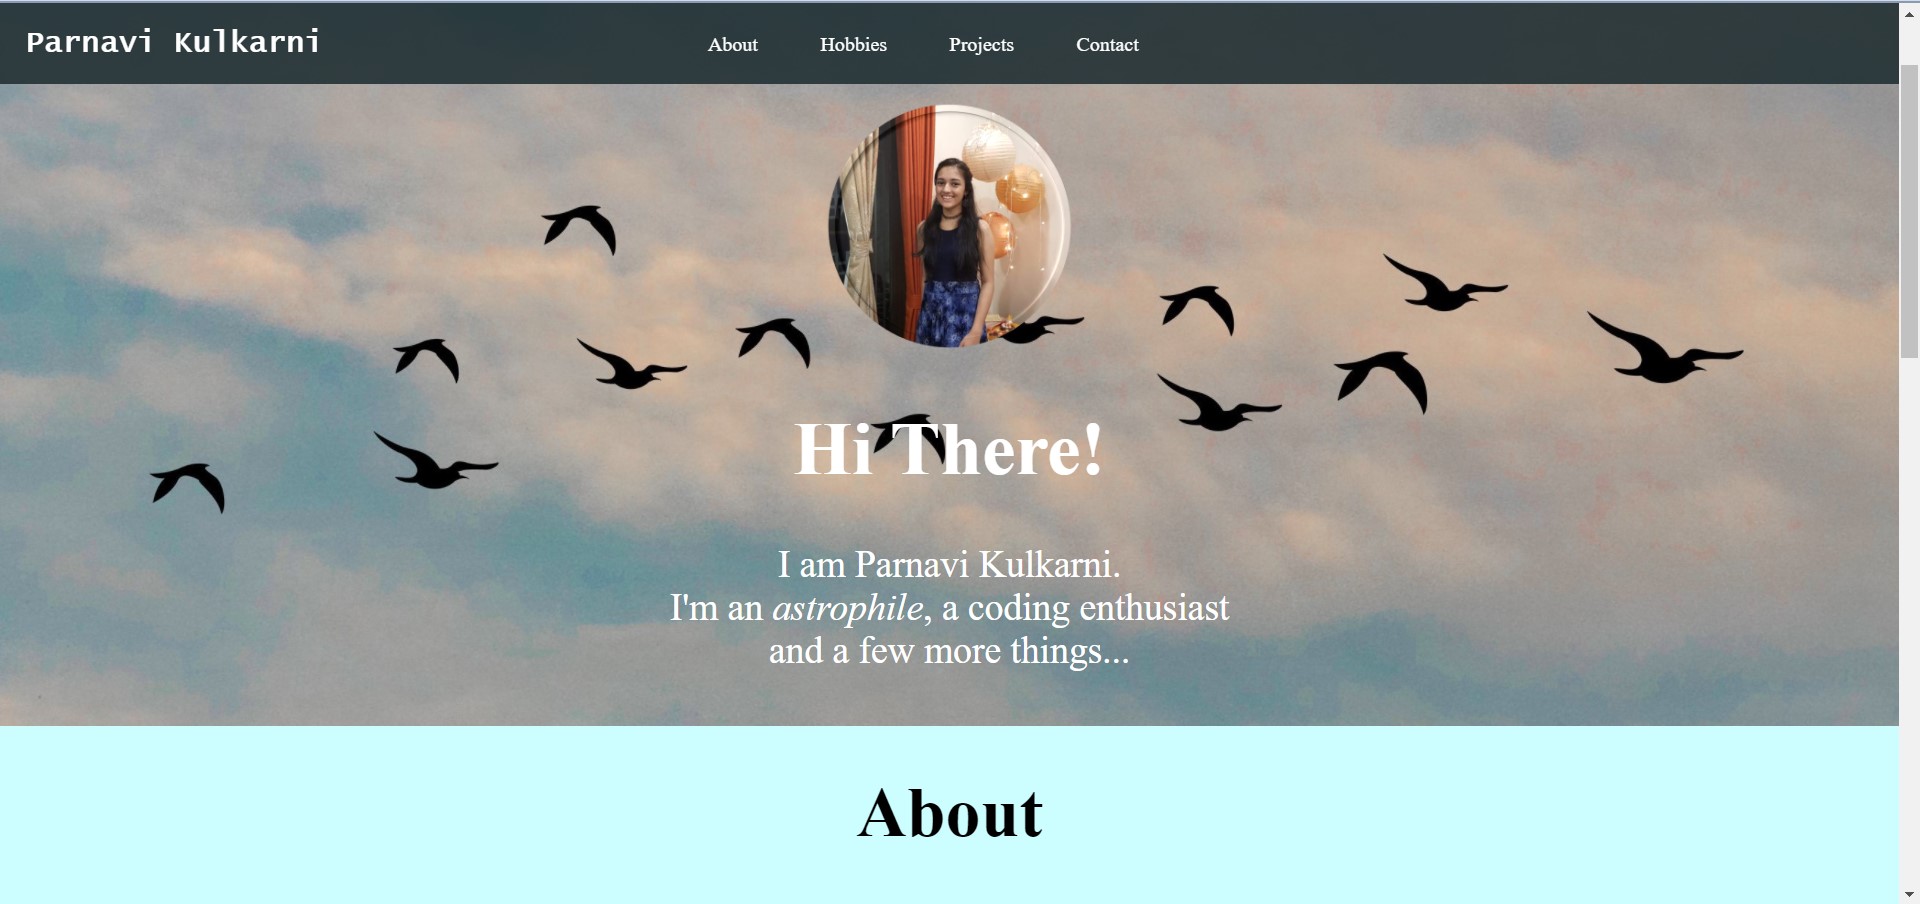 Parnavi Kulkarni
About Hobbies Projects Contact
Hi There!
I am Parnavi Kulkarni.
I'm an astrophile, a coding enthusiast
and a few more things...
About